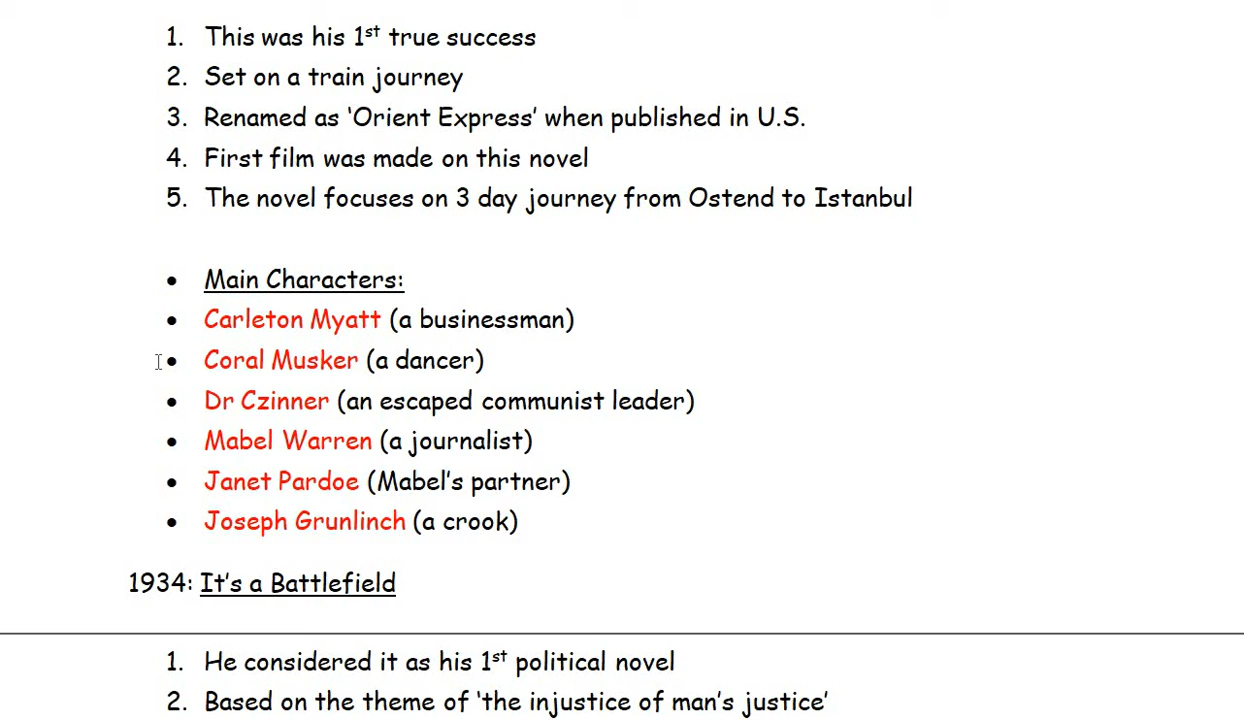 1. This was his 1st true success
2. Set on a train journey
3. Renamed as ‘Orient Express’ when published in U.S.
4. First film was made on this novel
5. The novel focuses on 3 day journey from Ostend to Istanbul
• Main Characters:
• Carleton Myatt (a businessman)
• Coral Musker (a dancer)
• Dr Czinner (an escaped communist leader)
• Mabel Warren (a journalist)
• Janet Pardoe (Mabel’s partner)
• Joseph Grunlinch (a crook)
1934: It’s a Battlefield
1. He considered it as his 1st political novel
2. Based on the theme of ‘the injustice of man’s justice’